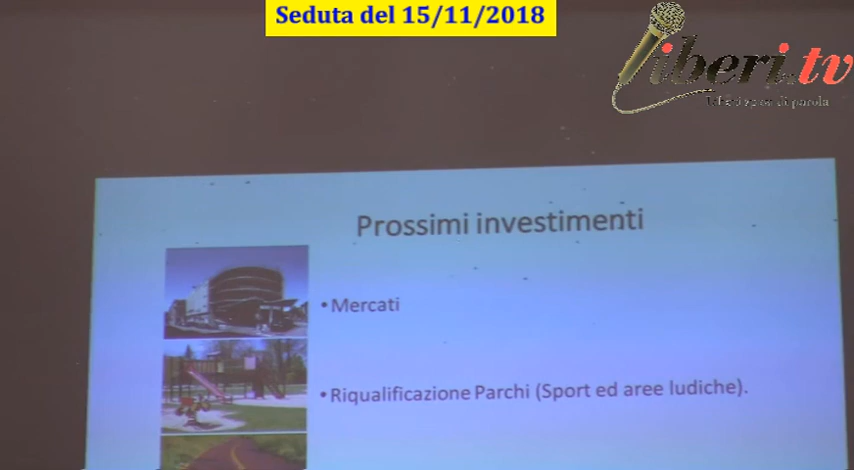 Seduta del 15/11/2018
liberi.tv
Prossimi investimenti
• Mercati
• Riqualificazione Parchi (Sport ed aree ludiche).